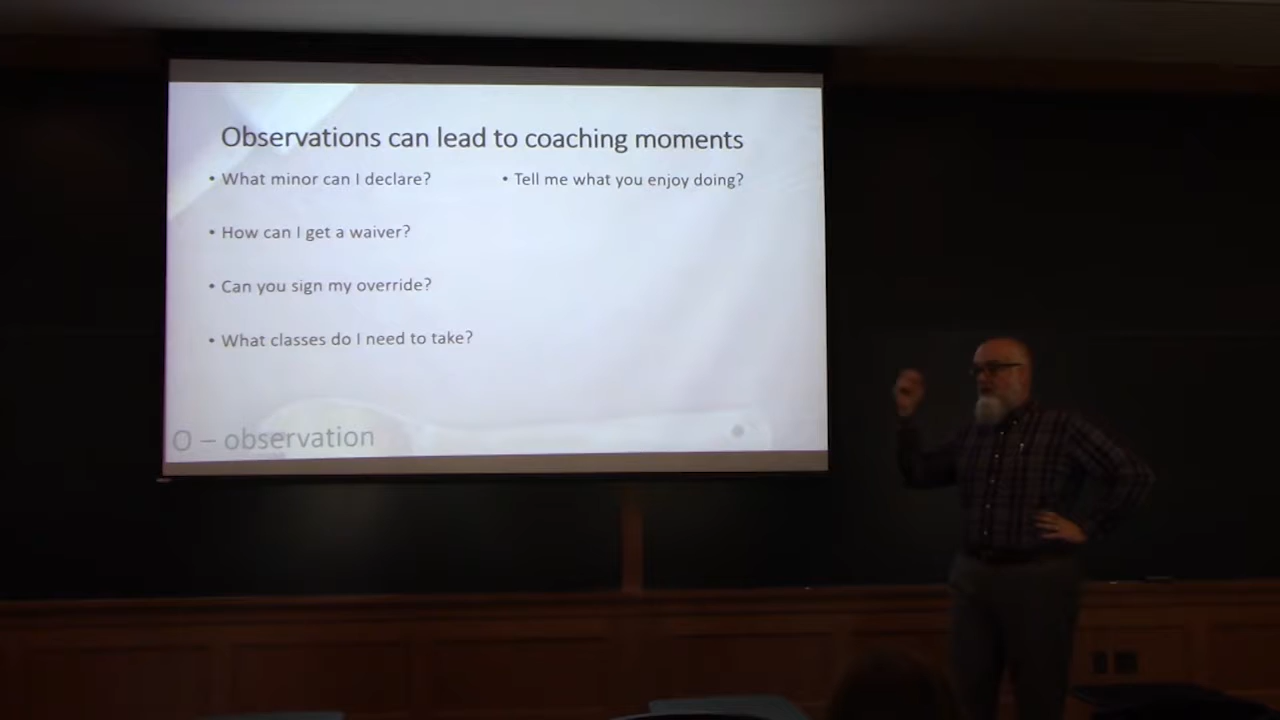 Observations can lead to coaching moments
• What minor can I declare?
• Tell me what you enjoy doing?
• How can I get a waiver?
• Can you sign my override?
• What classes do I need to take?
O – observation